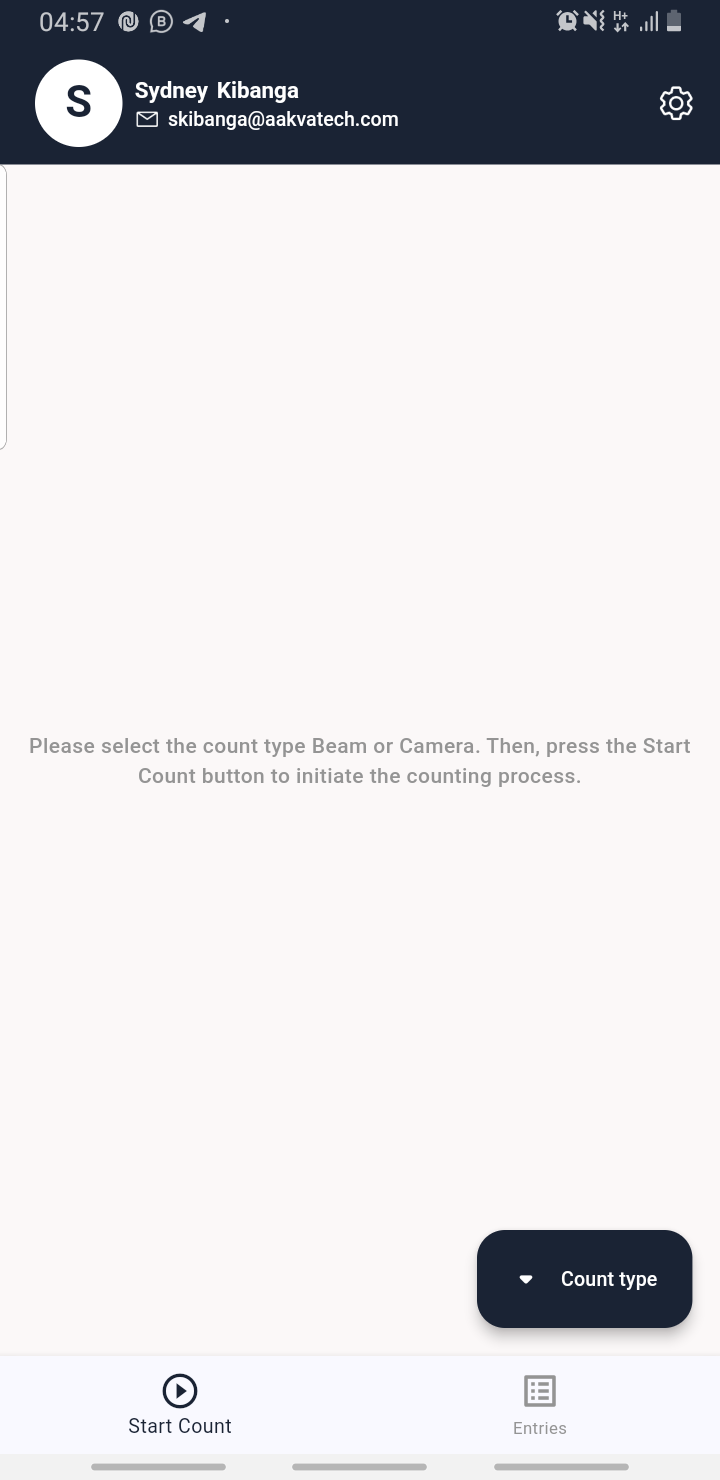 04:57
H+
S
Sydney Kibanga
skibanga@aakvatech.com
Please select the count type Beam or Camera. Then, press the Start
Count button to initiate the counting process.
Count type
Start Count
Entries